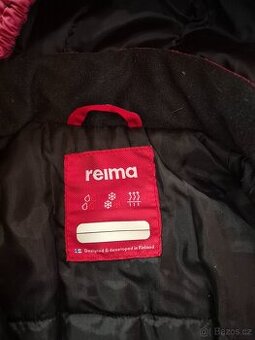 reima
Designed & developed in Finland
Bazos.cz